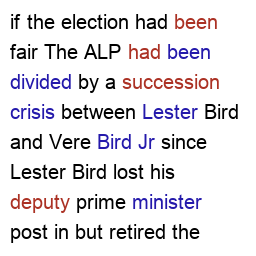 if the election had been
fair The ALP had been
divided by a succession
crisis between Lester Bird
and Vere Bird Jr since
Lester Bird lost his
deputy prime minister
post in but retired the